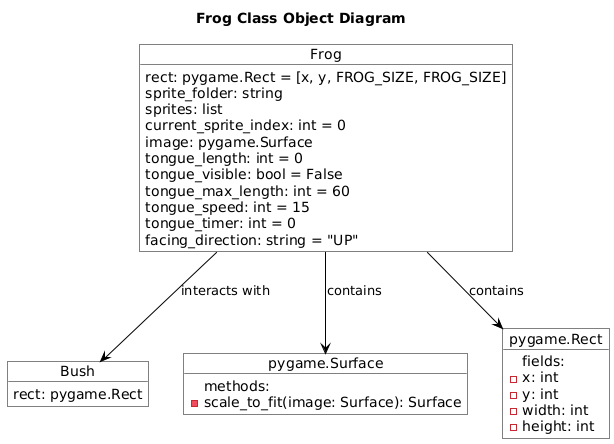 Frog Class Object Diagram
Frog
rect: pygame.Rect = [x, y, FROG_SIZE, FROG_SIZE]
sprite_folder: string
sprites: list
current_sprite_index: int = 0
image: pygame.Surface
tongue_length: int = 0
tongue_visible: bool = False
tongue_max_length: int = 60
tongue_speed: int = 15
tongue_timer: int = 0
facing_direction: string = "UP"
interacts with
contains
contains
Bush
rect: pygame.Rect
pygame.Surface
methods:
scale_to_fit(image: Surface): Surface
pygame.Rect
fields:
x: int
y: int
width: int
height: int